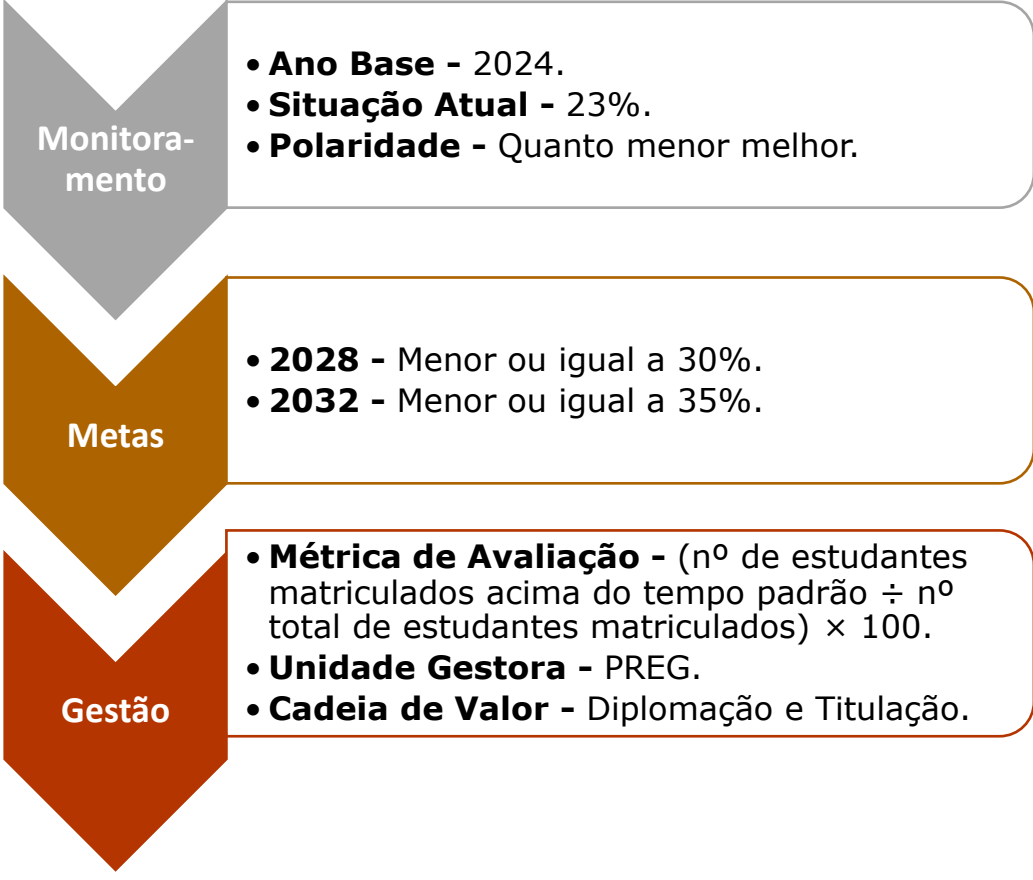 Monitora-
mento
• Ano Base - 2024.
• Situação Atual - 23%.
• Polaridade - Quanto menor melhor.
Metas
• 2028 - Menor ou igual a 30%.
• 2032 - Menor ou igual a 35%.
Gestão
• Métrica de Avaliação - (nº de estudantes
matriculados acima do tempo padrão ÷ nº
total de estudantes matriculados) × 100.
• Unidade Gestora - PREG.
• Cadeia de Valor - Diplomação e Titulação.